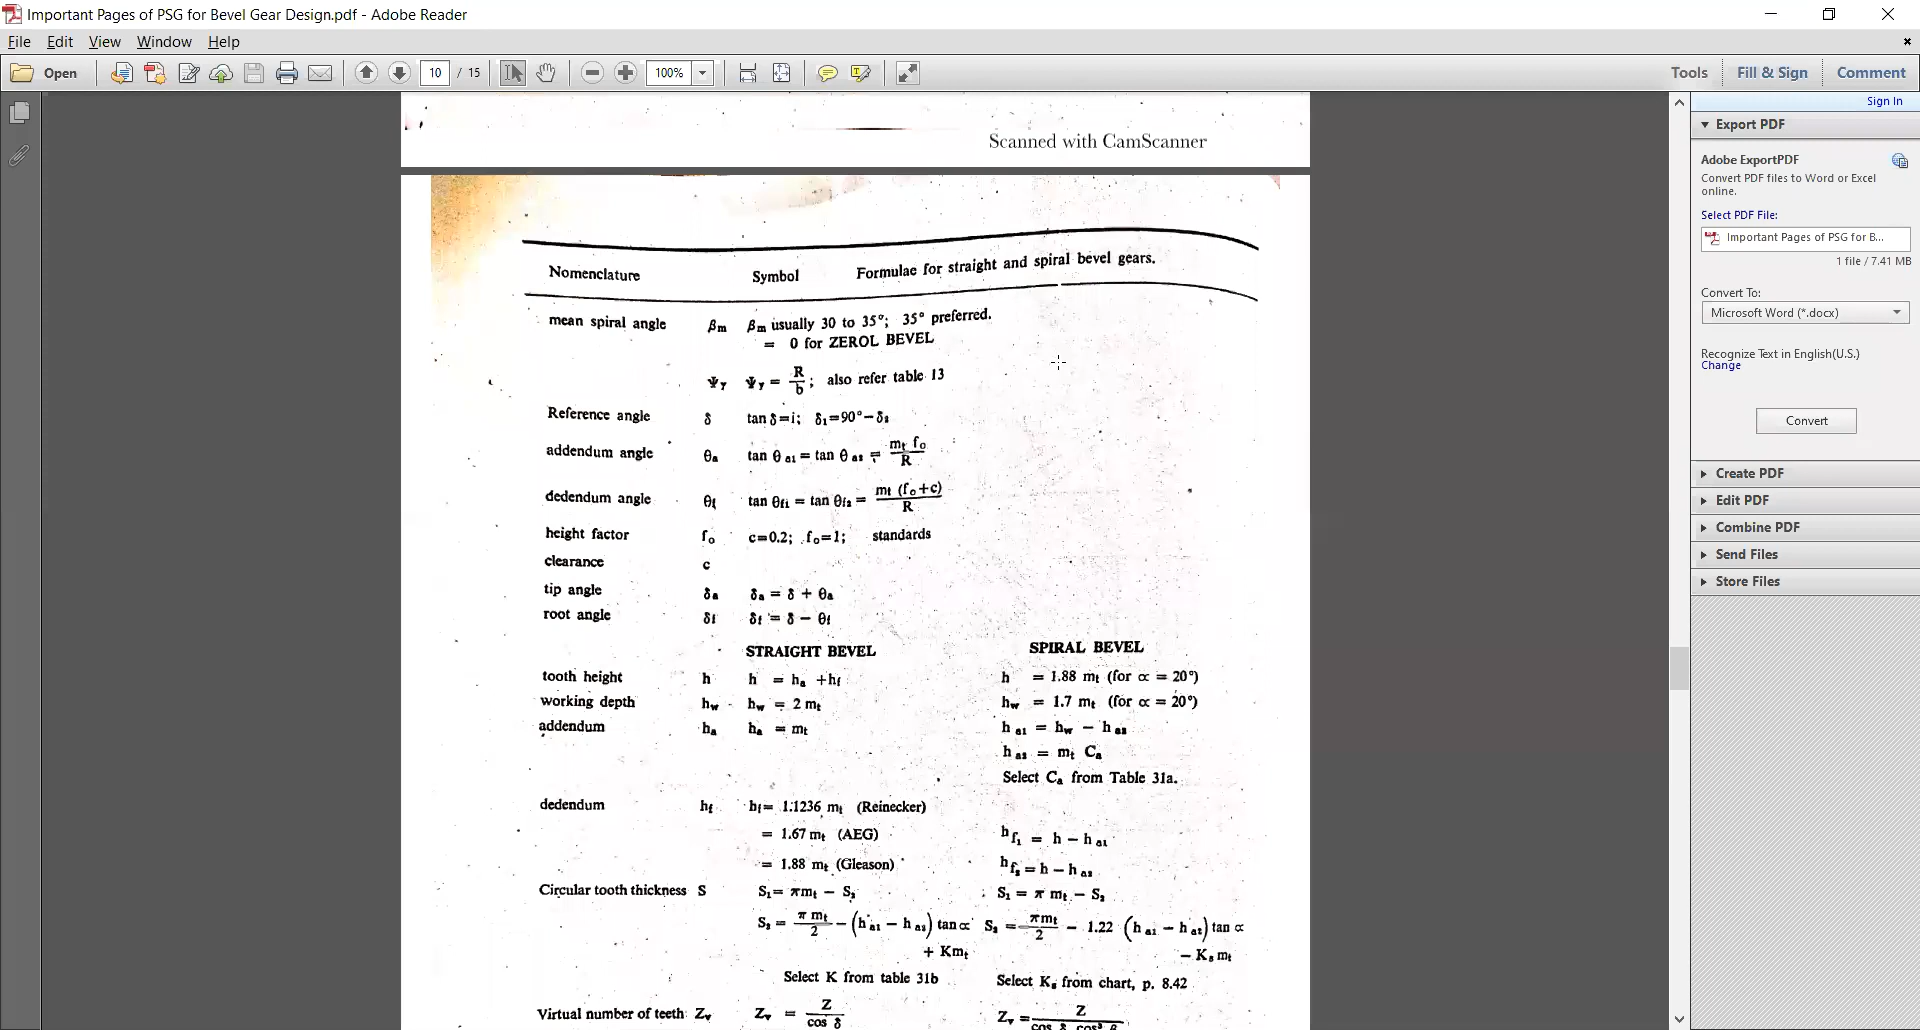 Important Pages of PSG for Bevel Gear Design.pdf - Adobe Reader
File Edit View Window Help
Open 10 / 15 100% Tools Fill & Sign Comment
Sign In
Export PDF
Adobe ExportPDF
Convert PDF files to Word or Excel
online.
Select PDF File:
Important Pages of PSG for B...
1 file / 7.41 MB
Convert To:
Microsoft Word (*.docx)
Recognize Text in English(U.S.)
Change
Convert
Create PDF
Edit PDF
Combine PDF
Send Files
Store Files
Scanned with CamScanner
Nomenclature Symbol Formulae for straight and spiral bevel gears.
mean spiral angle βm βm usually 30 to 35°; 35° preferred.
= 0 for ZEROL BEVEL
Ψy Ψy = R/b; also refer table 13
Reference angle δ tan δ=i; δ1=90°−δ2
addendum angle θa tan θa1 = tan θa2 = mt fo / R
dedendum angle θf tan θf1 = tan θf2 = mt (fo+c) / R
height factor fo c=0.2; fo=1; standards
clearance c
tip angle δa δa = δ + θa
root angle δf δf = δ − θf
STRAIGHT BEVEL SPIRAL BEVEL
tooth height h h = ha + hf h = 1.88 mt (for ∝ = 20°)
working depth hw hw = 2 mt hw = 1.7 mt (for ∝ = 20°)
addendum ha ha = mt ha1 = hw − ha2
ha2 = mt Ca
Select Ca from Table 31a.
dedendum hf hf = 1.1236 mt (Reinecker)
= 1.67 mt (AEG) hf1 = h − ha1
= 1.88 mt (Gleason) hf2 = h − ha2
Circular tooth thickness S S1 = πmt − S2 S1 = π mt − S2
S2 = π mt / 2 − (ha1 − ha2) tan ∝ S2 = πmt / 2 − 1.22 (ha1 − ha2) tan ∝
+ Kmt − Ks mt
Select K from table 31b Select Ks from chart, p. 8.42
Virtual number of teeth Zv Zv = Z / cos δ Zv = Z / cos δ cos³ β